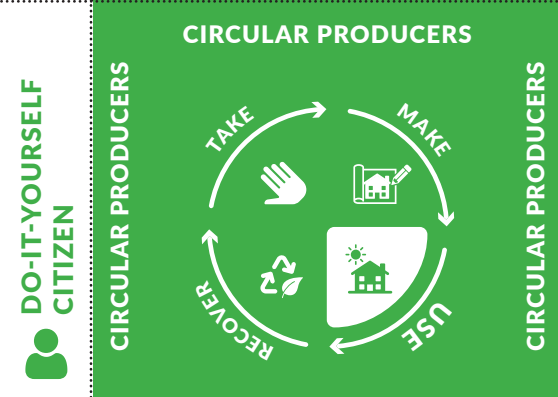 DO-IT-YOURSELF
CITIZEN
CIRCULAR PRODUCERS
CIRCULAR PRODUCERS
CIRCULAR PRODUCERS
TAKE
MAKE
USE
RECOVER